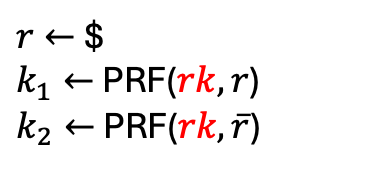 r ← $
k₁ ← PRF(rk, r)
k₂ ← PRF(rk, r̄)